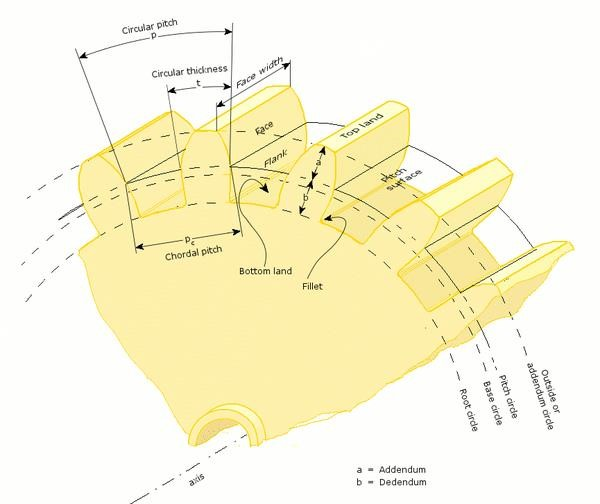 Circular pitch
p
Circular thickness
t
Face width
Face
Flank
Top land
a
b
Pitch
surface
pc
Chordal pitch
Bottom land
Fillet
Outside or
addendum circle
Pitch circle
Base circle
Root circle
axis
a = Addendum
b = Dedendum